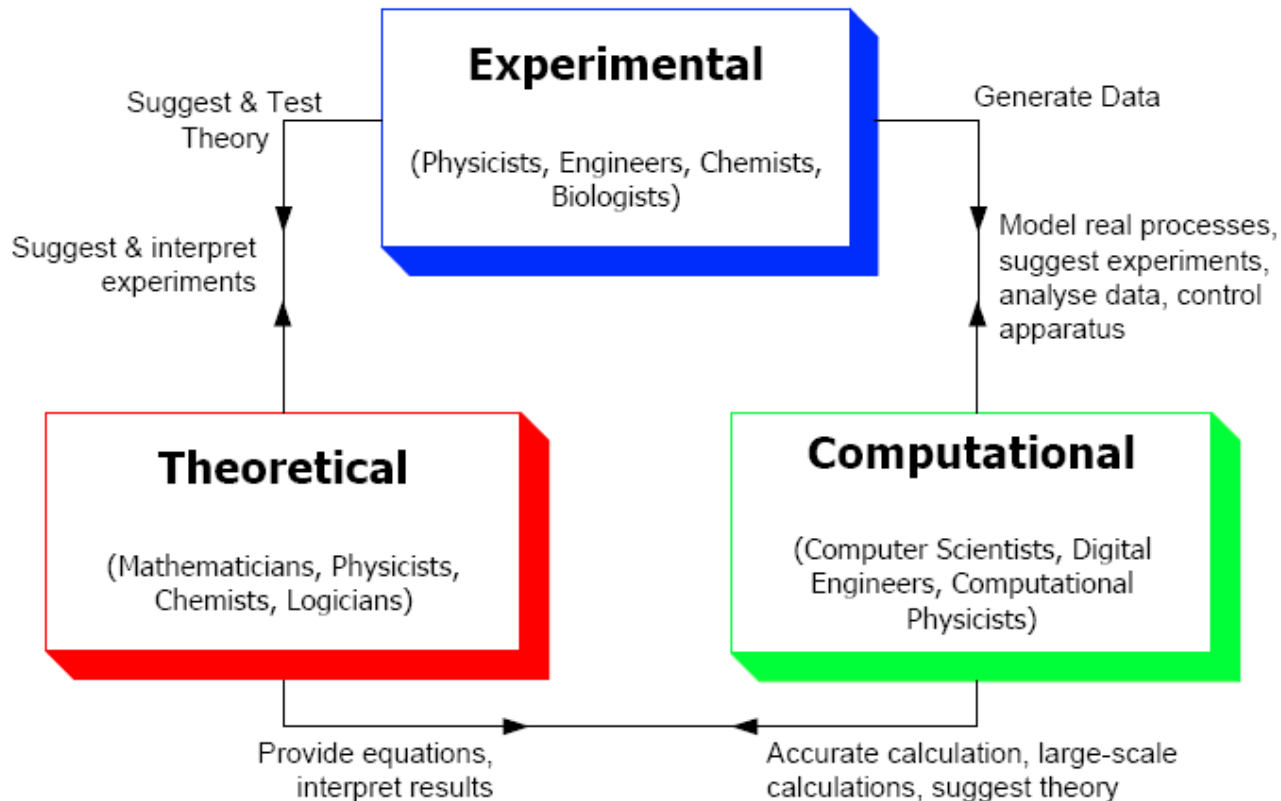 Experimental
(Physicists, Engineers, Chemists,
Biologists)
Suggest & Test
Theory
Generate Data
Suggest & interpret
experiments
Model real processes,
suggest experiments,
analyse data, control
apparatus
Theoretical
(Mathematicians, Physicists,
Chemists, Logicians)
Computational
(Computer Scientists, Digital
Engineers, Computational
Physicists)
Provide equations,
interpret results
Accurate calculation, large-scale
calculations, suggest theory